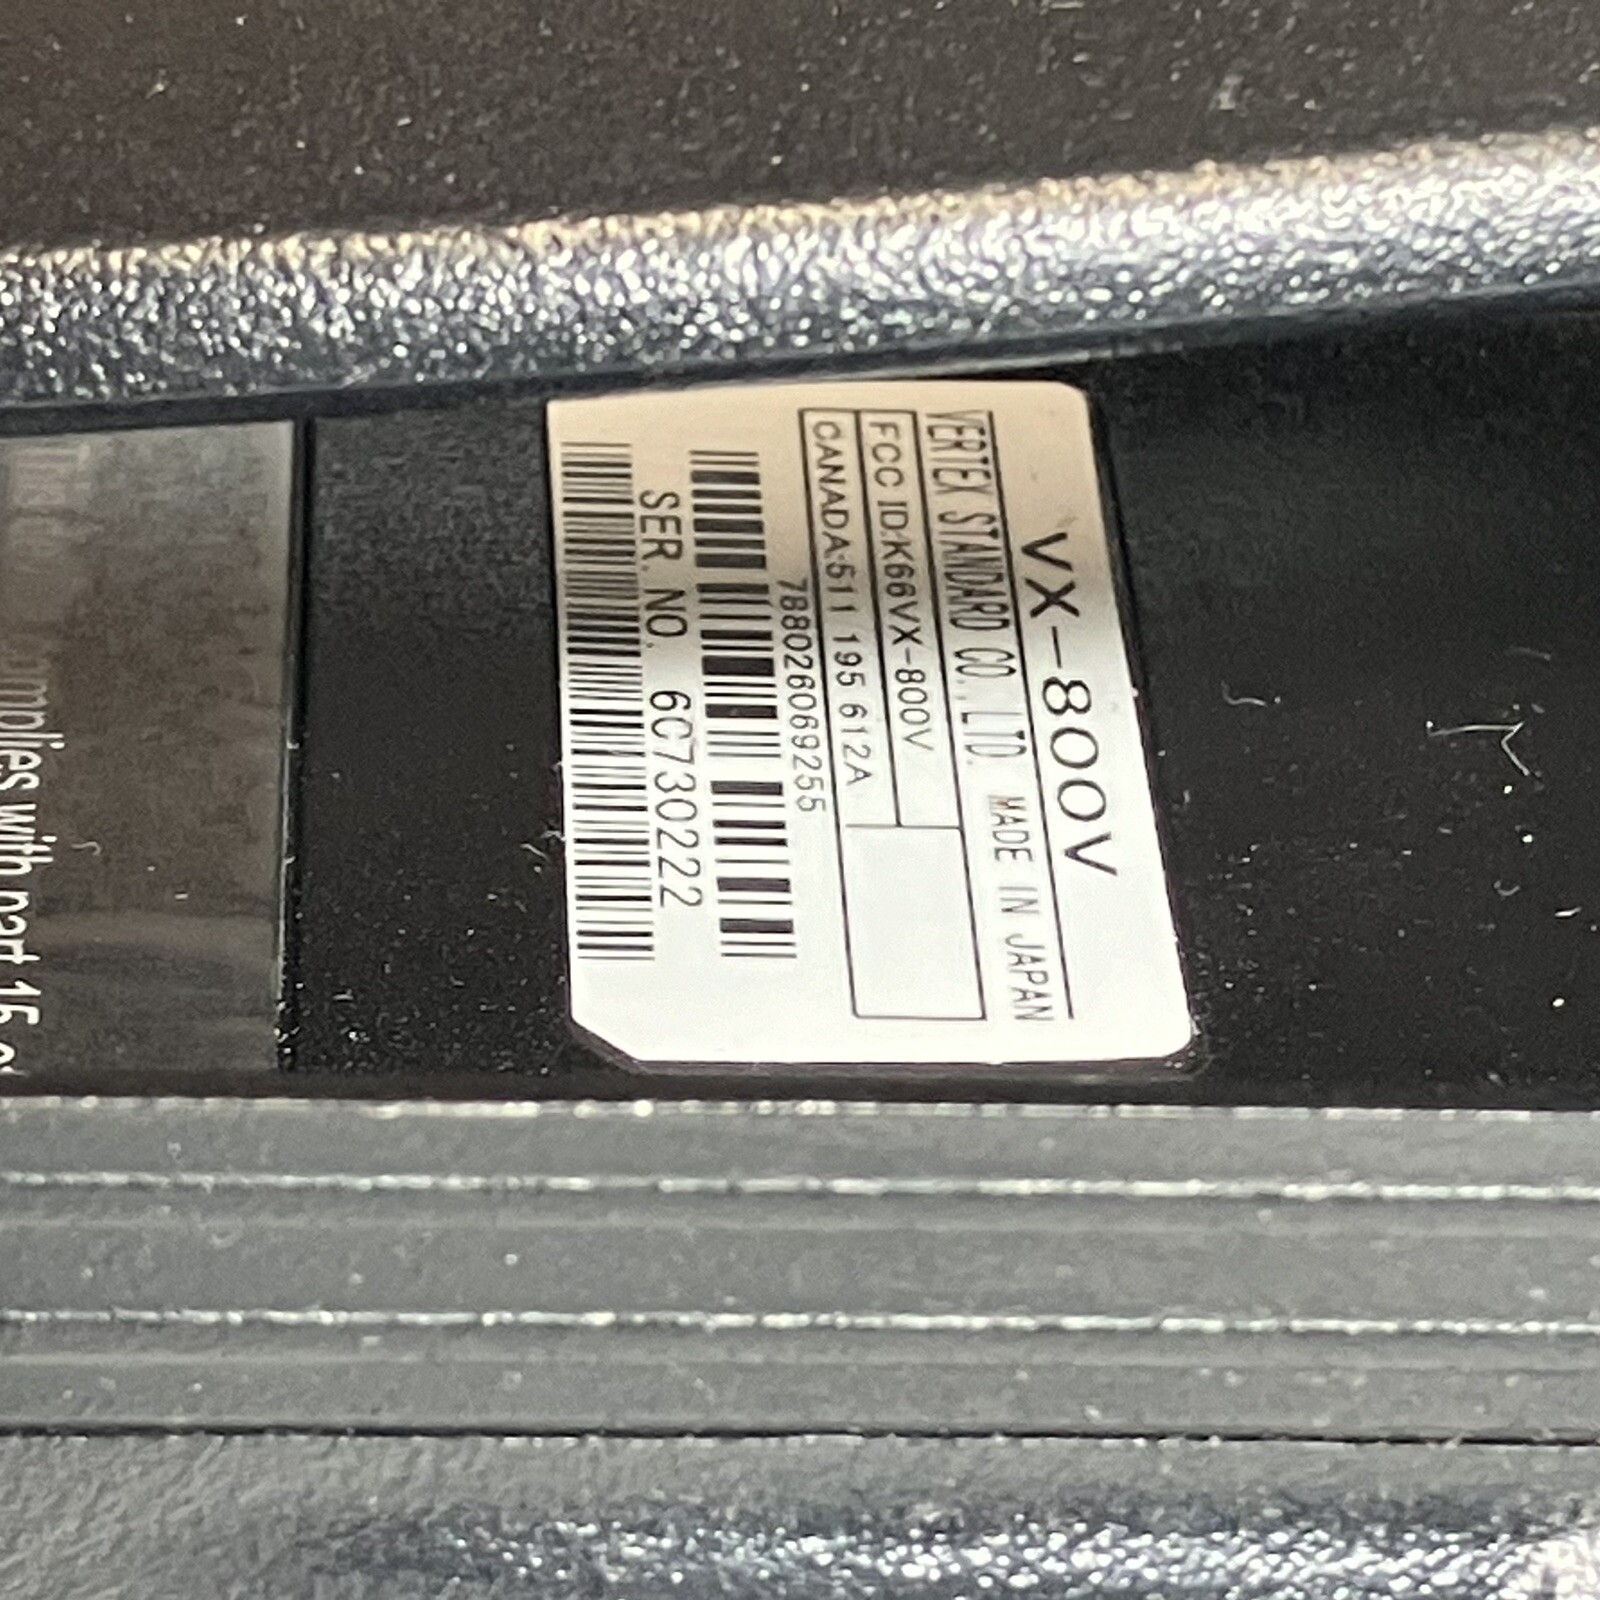 VX-800V
VERTEX STANDARD CO., LTD. MADE IN JAPAN
FCC ID:K66VX-800V
CANADA:511 195 612A
788026069255
SER. NO. 6C730222
mplies with part 15